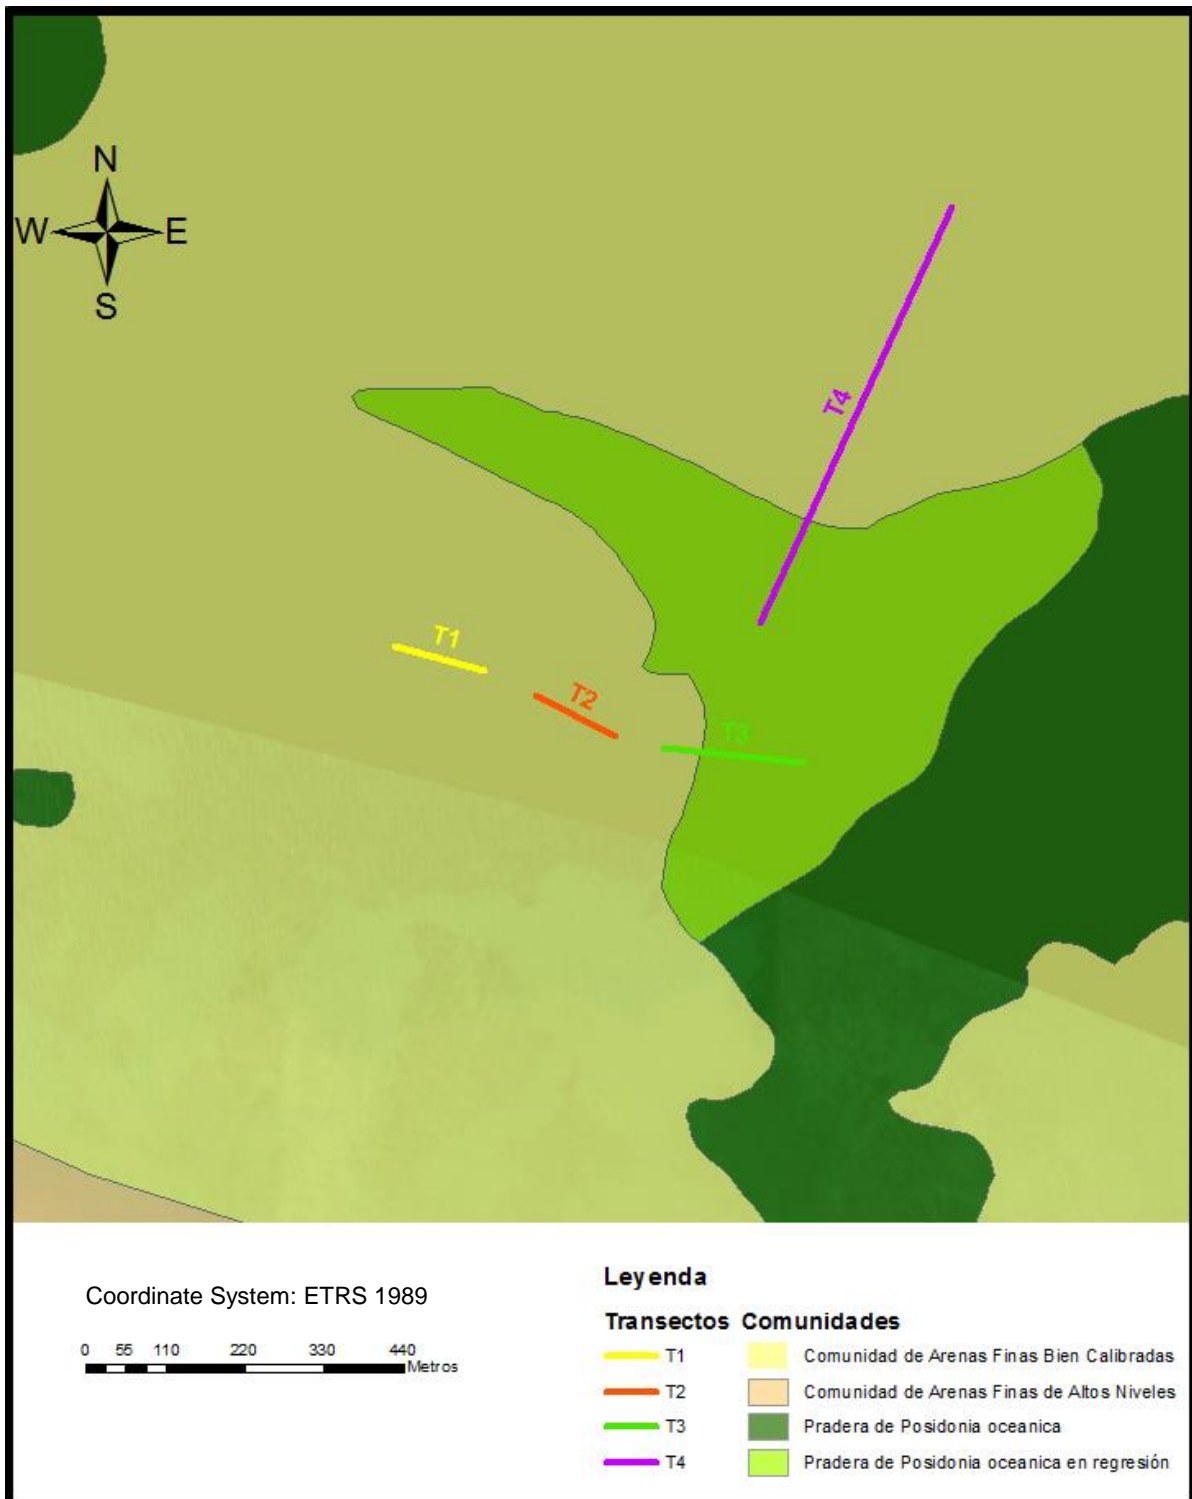 N
W E
S
T4
T1
T2
T3
Coordinate System: ETRS 1989
0 55 110 220 330 440
Metros
Leyenda
Transectos Comunidades
T1 Comunidad de Arenas Finas Bien Calibradas
T2 Comunidad de Arenas Finas de Altos Niveles
T3 Pradera de Posidonia oceanica
T4 Pradera de Posidonia oceanica en regresión